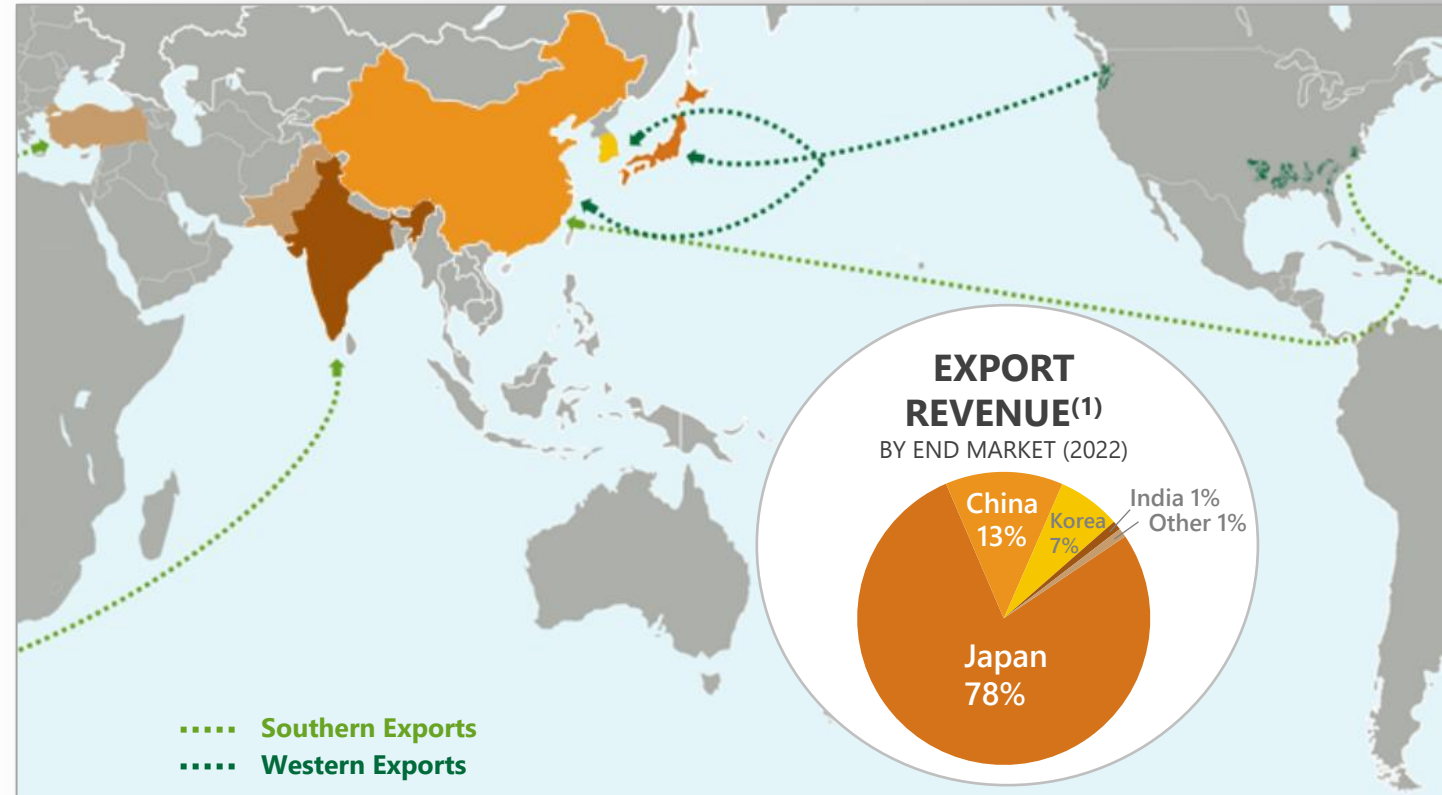 EXPORT
REVENUE(1)
BY END MARKET (2022)
China
13%
Korea
7%
India 1%
Other 1%
Japan
78%
Southern Exports
Western Exports